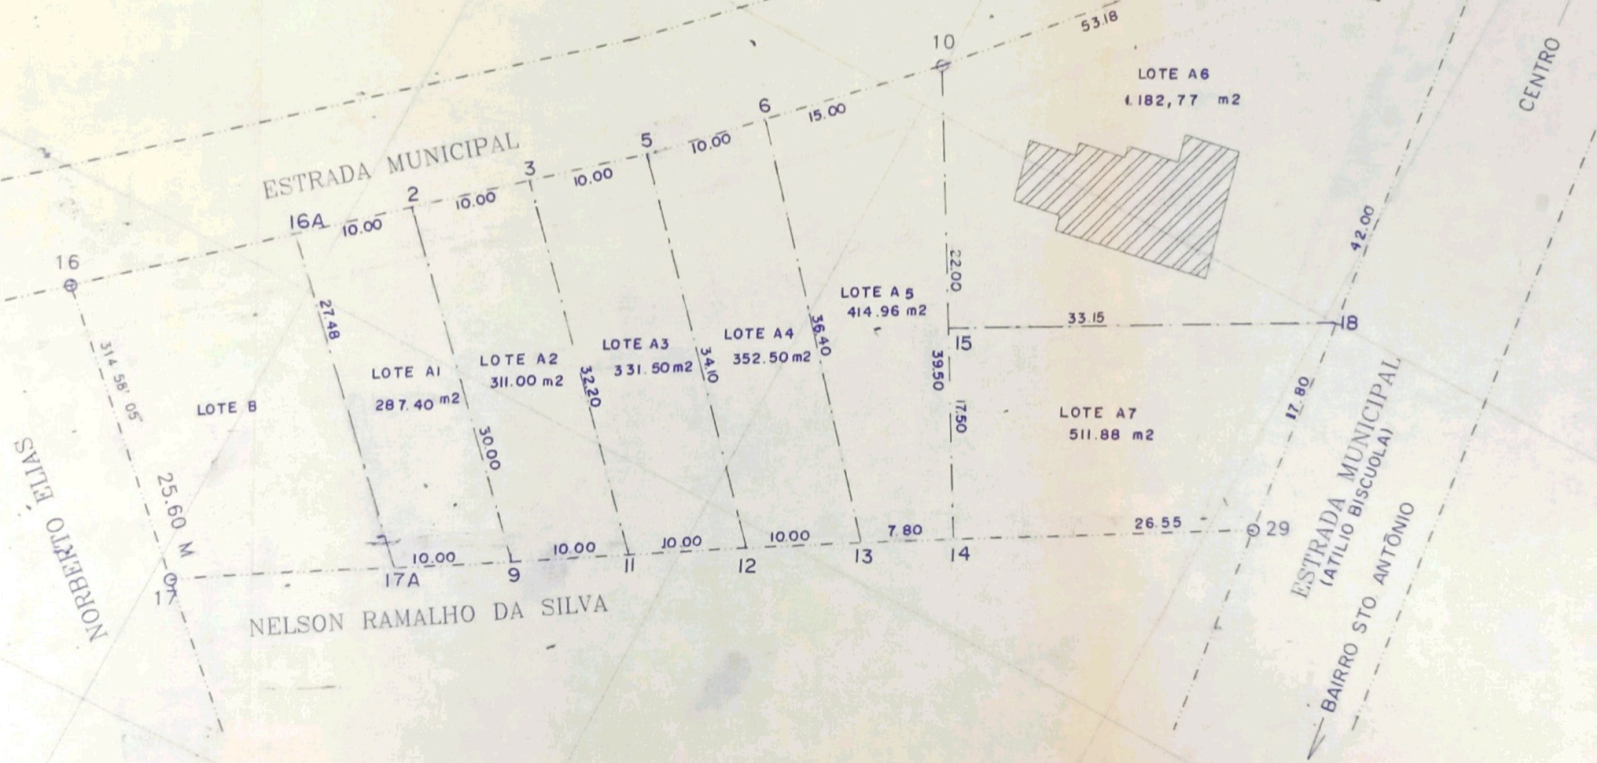 53.18
10
LOTE A6
1.182,77 m2
CENTRO
6
15.00
5
10.00
ESTRADA MUNICIPAL
3
10.00
2
10.00
16A
10.00
16
42.00
22.00
27.48
LOTE A5
414.96 m2
33.15
18
15
36.40
LOTE A4
352.50 m2
LOTE A3
331.50 m2
34.10
LOTE A2
311.00 m2
32.20
LOTE A1
287.40 m2
39.50
314 58' 05"
LOTE B
17.80
17.50
LOTE A7
511.88 m2
30.00
ESTRADA MUNICIPAL
(ATILIO BISCUOLA)
NORBERTO ELIAS
25.60 M
BAIRRO STO. ANTÔNIO
26.55
29
7.80
10.00
10.00
10.00
10.00
14
13
12
11
9
17A
17
NELSON RAMALHO DA SILVA